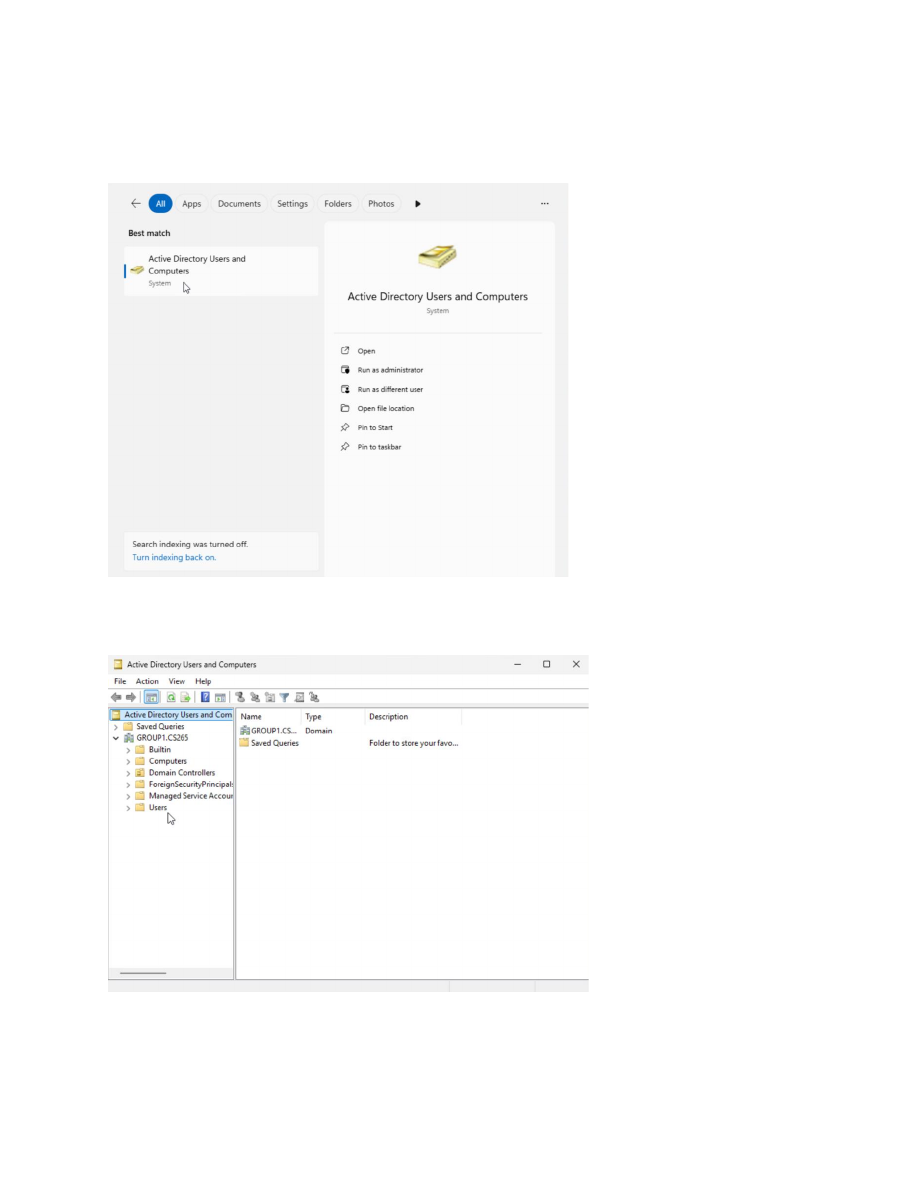 All Apps Documents Settings Folders Photos ...
Best match
Active Directory Users and
Computers
System
Active Directory Users and Computers
System
Open
Run as administrator
Run as different user
Open file location
Pin to Start
Pin to taskbar
Search indexing was turned off.
Turn indexing back on.
Active Directory Users and Computers
File Action View Help
Active Directory Users and Com
Saved Queries
GROUP1.CS265
Builtin
Computers
Domain Controllers
ForeignSecurityPrincipals
Managed Service Accour
Users
Name Type Description
GROUP1.CS... Domain
Saved Queries Folder to store your favo...